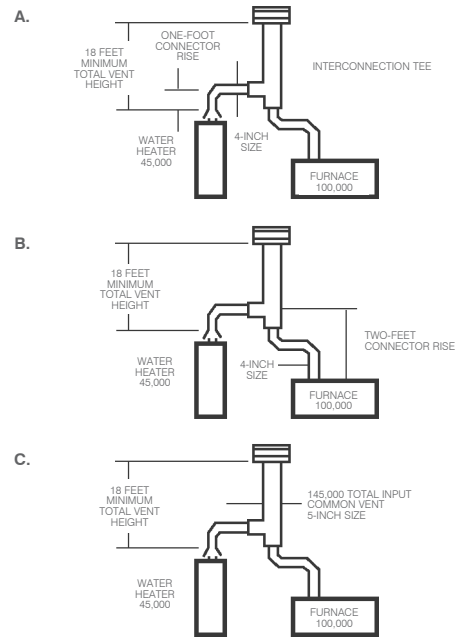 A.
18 FEET
MINIMUM
TOTAL VENT
HEIGHT
ONE-FOOT
CONNECTOR
RISE
INTERCONNECTION TEE
WATER
HEATER
45,000
4-INCH
SIZE
FURNACE
100,000
B.
18 FEET
MINIMUM
TOTAL VENT
HEIGHT
TWO-FEET
CONNECTOR RISE
WATER
HEATER
45,000
4-INCH
SIZE
FURNACE
100,000
C.
18 FEET
MINIMUM
TOTAL VENT
HEIGHT
145,000 TOTAL INPUT
COMMON VENT
5-INCH SIZE
WATER
HEATER
45,000
FURNACE
100,000